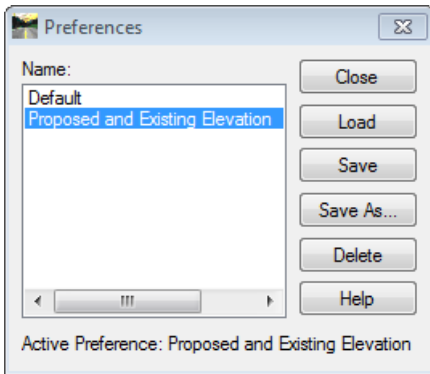 Preferences
Name:
Default
Proposed and Existing Elevation
Close
Load
Save
Save As...
Delete
Help
Active Preference: Proposed and Existing Elevation